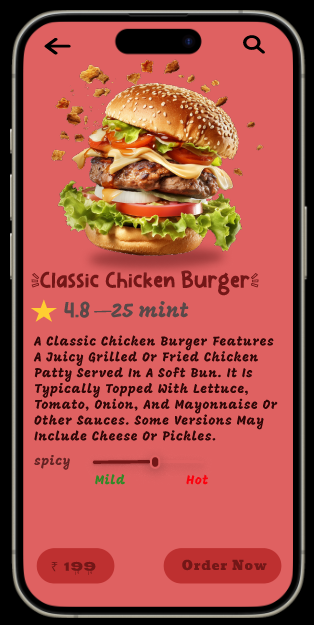 Classic Chicken Burger
4.8 — 25 mint
A Classic Chicken Burger Features
A Juicy Grilled Or Fried Chicken
Patty Served In A Soft Bun. It Is
Typically Topped With Lettuce,
Tomato, Onion, And Mayonnaise Or
Other Sauces. Some Versions May
Include Cheese Or Pickles.
spicy
Mild Hot
₹ 199 Order Now